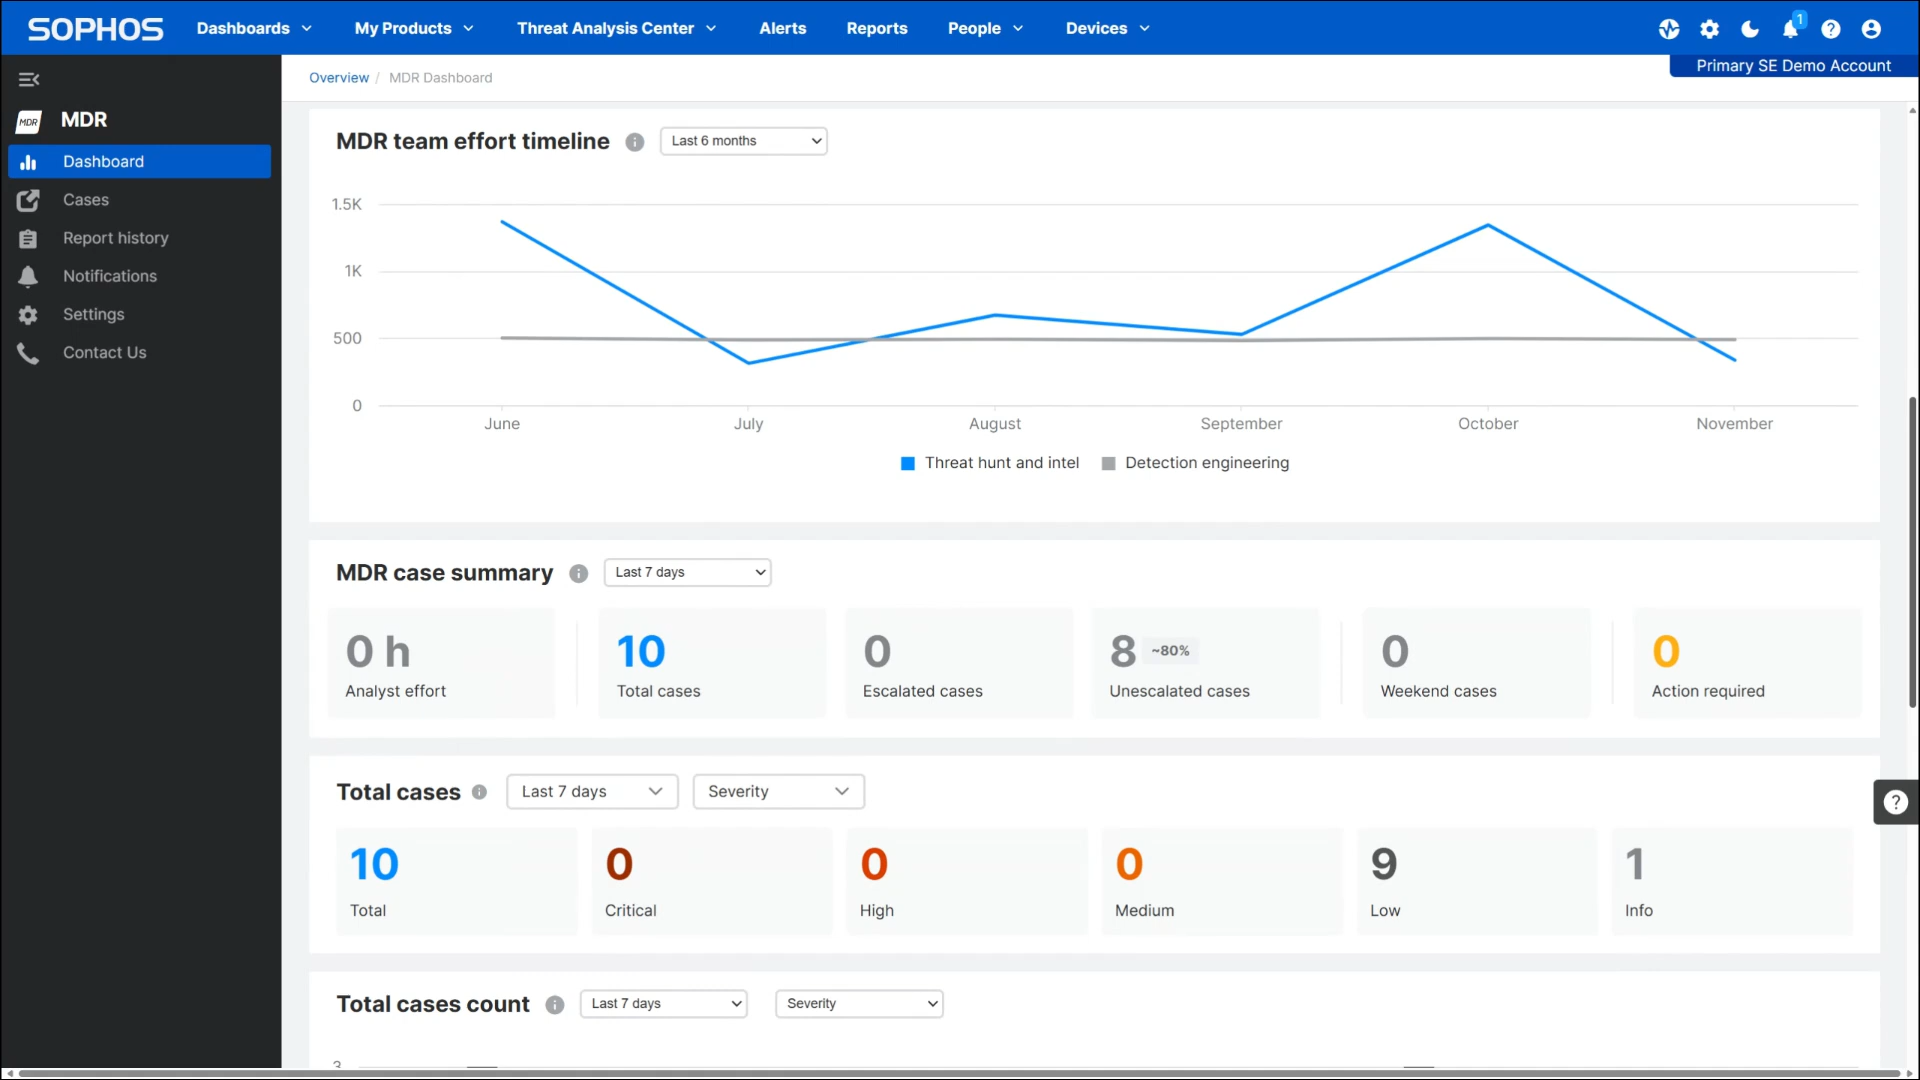 SOPHOS Dashboards My Products Threat Analysis Center Alerts Reports People Devices 1
Primary SE Demo Account
Overview / MDR Dashboard
MDR MDR
Dashboard
Cases
Report history
Notifications
Settings
Contact Us
MDR team effort timeline Last 6 months
1.5K
1K
500
0
June July August September October November
Threat hunt and intel Detection engineering
MDR case summary Last 7 days
0 h 10 0 8 ~80% 0 0
Analyst effort Total cases Escalated cases Unescalated cases Weekend cases Action required
Total cases Last 7 days Severity
10 0 0 0 9 1
Total Critical High Medium Low Info
Total cases count Last 7 days Severity
3